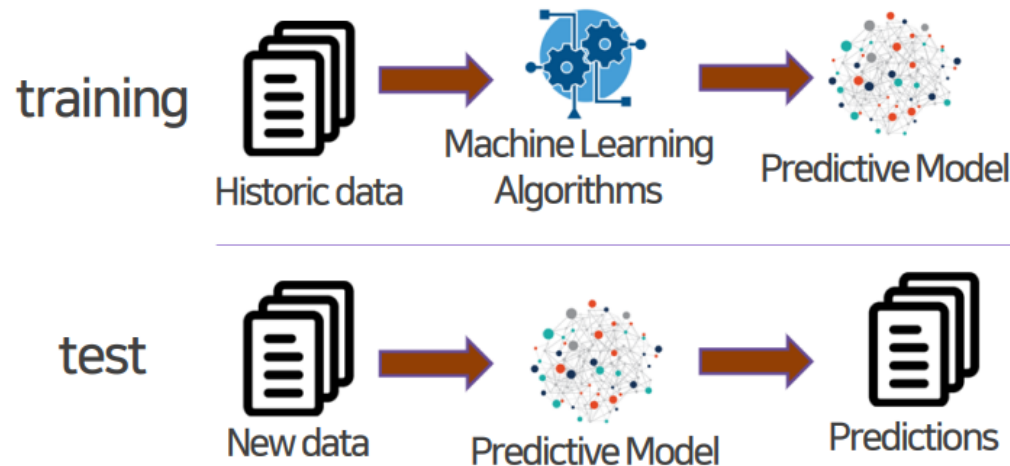 training
Historic data
Machine Learning
Algorithms
Predictive Model
test
New data
Predictive Model
Predictions